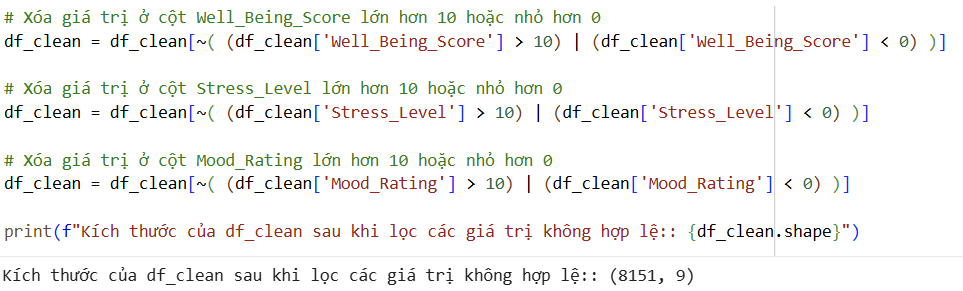 # Xóa giá trị ở cột Well_Being_Score lớn hơn 10 hoặc nhỏ hơn 0
df_clean = df_clean[~( (df_clean['Well_Being_Score'] > 10) | (df_clean['Well_Being_Score'] < 0) )]
# Xóa giá trị ở cột Stress_Level lớn hơn 10 hoặc nhỏ hơn 0
df_clean = df_clean[~( (df_clean['Stress_Level'] > 10) | (df_clean['Stress_Level'] < 0) )]
# Xóa giá trị ở cột Mood_Rating lớn hơn 10 hoặc nhỏ hơn 0
df_clean = df_clean[~( (df_clean['Mood_Rating'] > 10) | (df_clean['Mood_Rating'] < 0) )]
print(f"Kích thước của df_clean sau khi lọc các giá trị không hợp lệ:: {df_clean.shape}")
Kích thước của df_clean sau khi lọc các giá trị không hợp lệ:: (8151, 9)